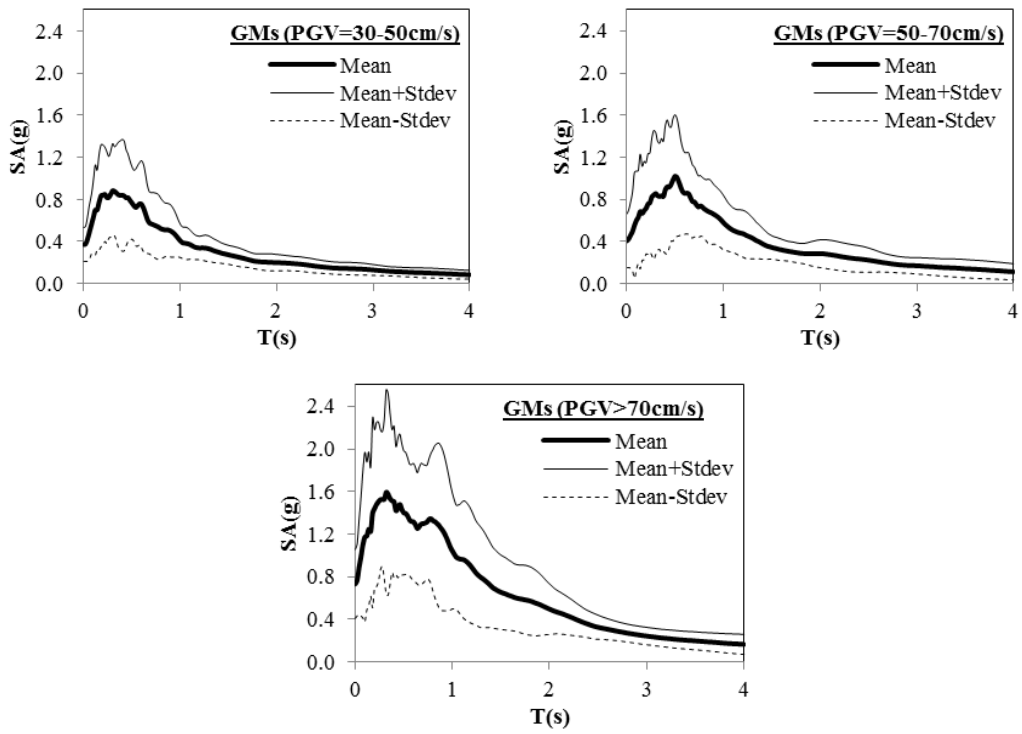 GMs (PGV=30-50cm/s)
Mean
Mean+Stdev
Mean-Stdev
SA(g)
2.4
2.0
1.6
1.2
0.8
0.4
0.0
0 1 2 3 4
T(s)
GMs (PGV=50-70cm/s)
Mean
Mean+Stdev
Mean-Stdev
SA(g)
2.4
2.0
1.6
1.2
0.8
0.4
0.0
0 1 2 3 4
T(s)
GMs (PGV>70cm/s)
Mean
Mean+Stdev
Mean-Stdev
SA(g)
2.4
2.0
1.6
1.2
0.8
0.4
0.0
0 1 2 3 4
T(s)